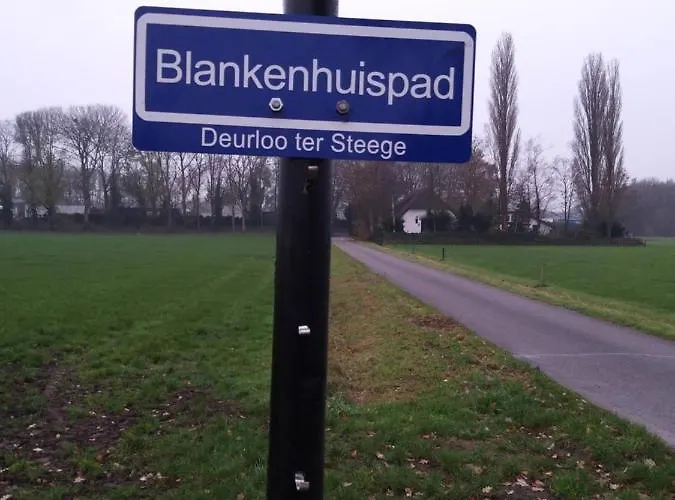 Blankenhuispad
Deurloo ter Steege